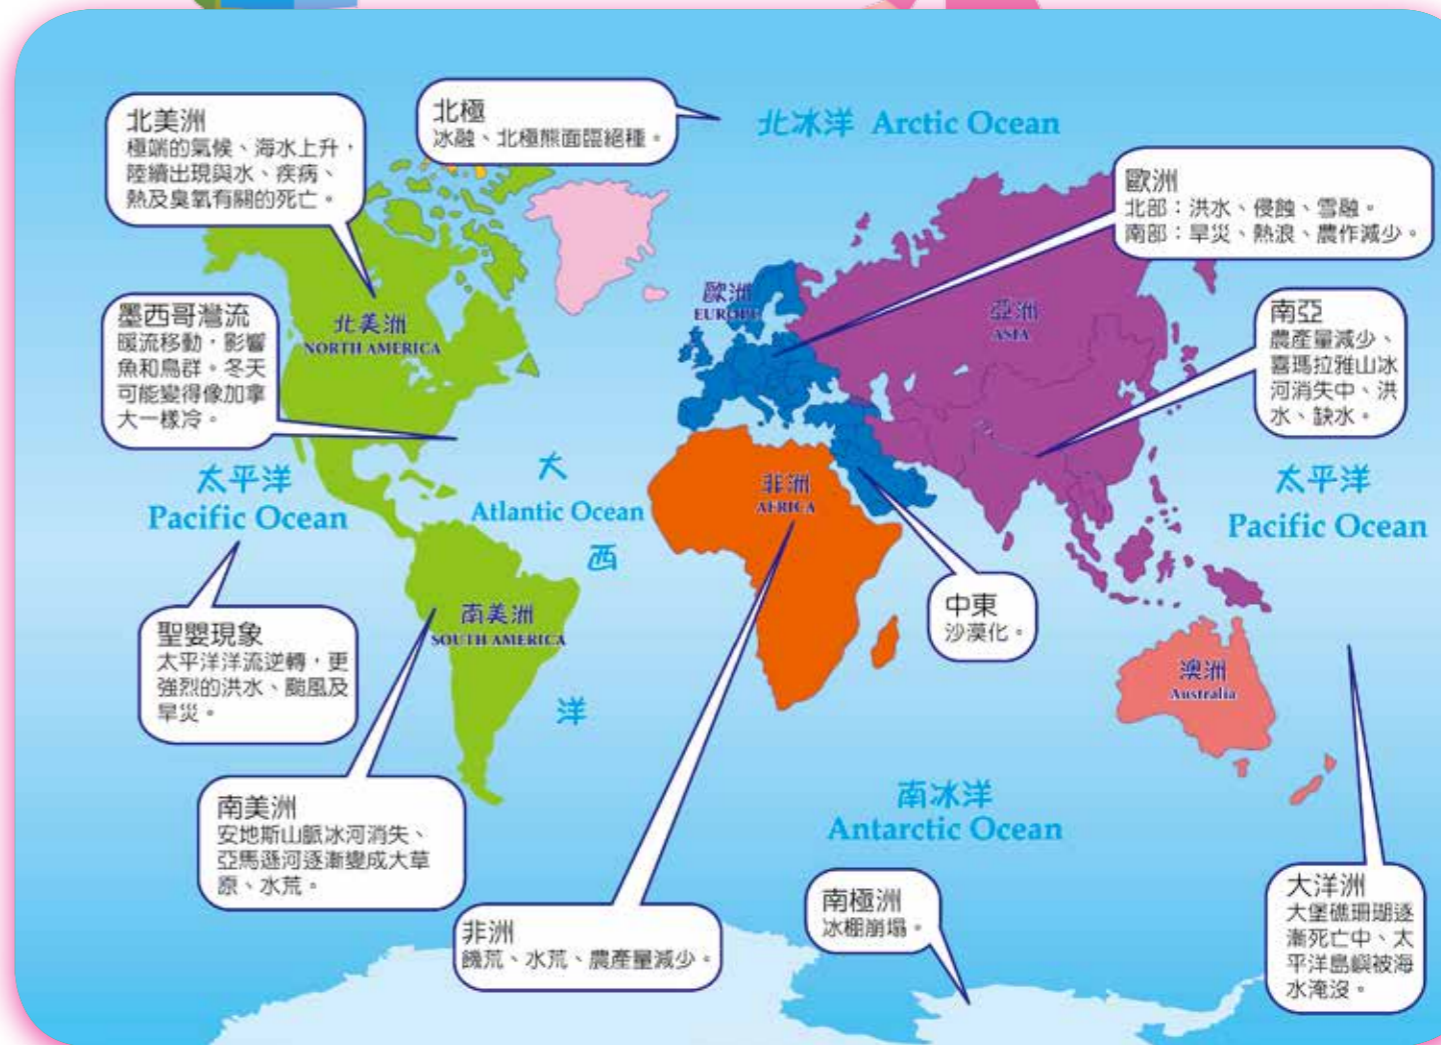 北美洲
極端的氣候、海水上升，
陸續出現與水、疾病、
熱及臭氧有關的死亡。
北極
冰融、北極熊面臨絕種。
北冰洋 Arctic Ocean
歐洲
北部：洪水、侵蝕、雪融。
南部：旱災、熱浪、農作減少。
墨西哥灣流
暖流移動，影響
魚和鳥群。冬天
可能變得像加拿
大一樣冷。
北美洲
NORTH AMERICA
歐洲
EUROPE
亞洲
ASIA
南亞
農產量減少、
喜瑪拉雅山冰
河消失中、洪
水、缺水。
太平洋
Pacific Ocean
大
Atlantic Ocean
西
洋
非洲
AFRICA
太平洋
Pacific Ocean
聖嬰現象
太平洋洋流逆轉，更
強烈的洪水、颱風及
旱災。
南美洲
SOUTH AMERICA
中東
沙漠化。
澳洲
Australia
南美洲
安地斯山脈冰河消失、
亞馬遜河逐漸變成大草
原、水荒。
南冰洋
Antarctic Ocean
非洲
饑荒、水荒、農產量減少。
南極洲
冰棚崩塌。
大洋洲
大堡礁珊瑚逐
漸死亡中、太
平洋島嶼被海
水淹沒。